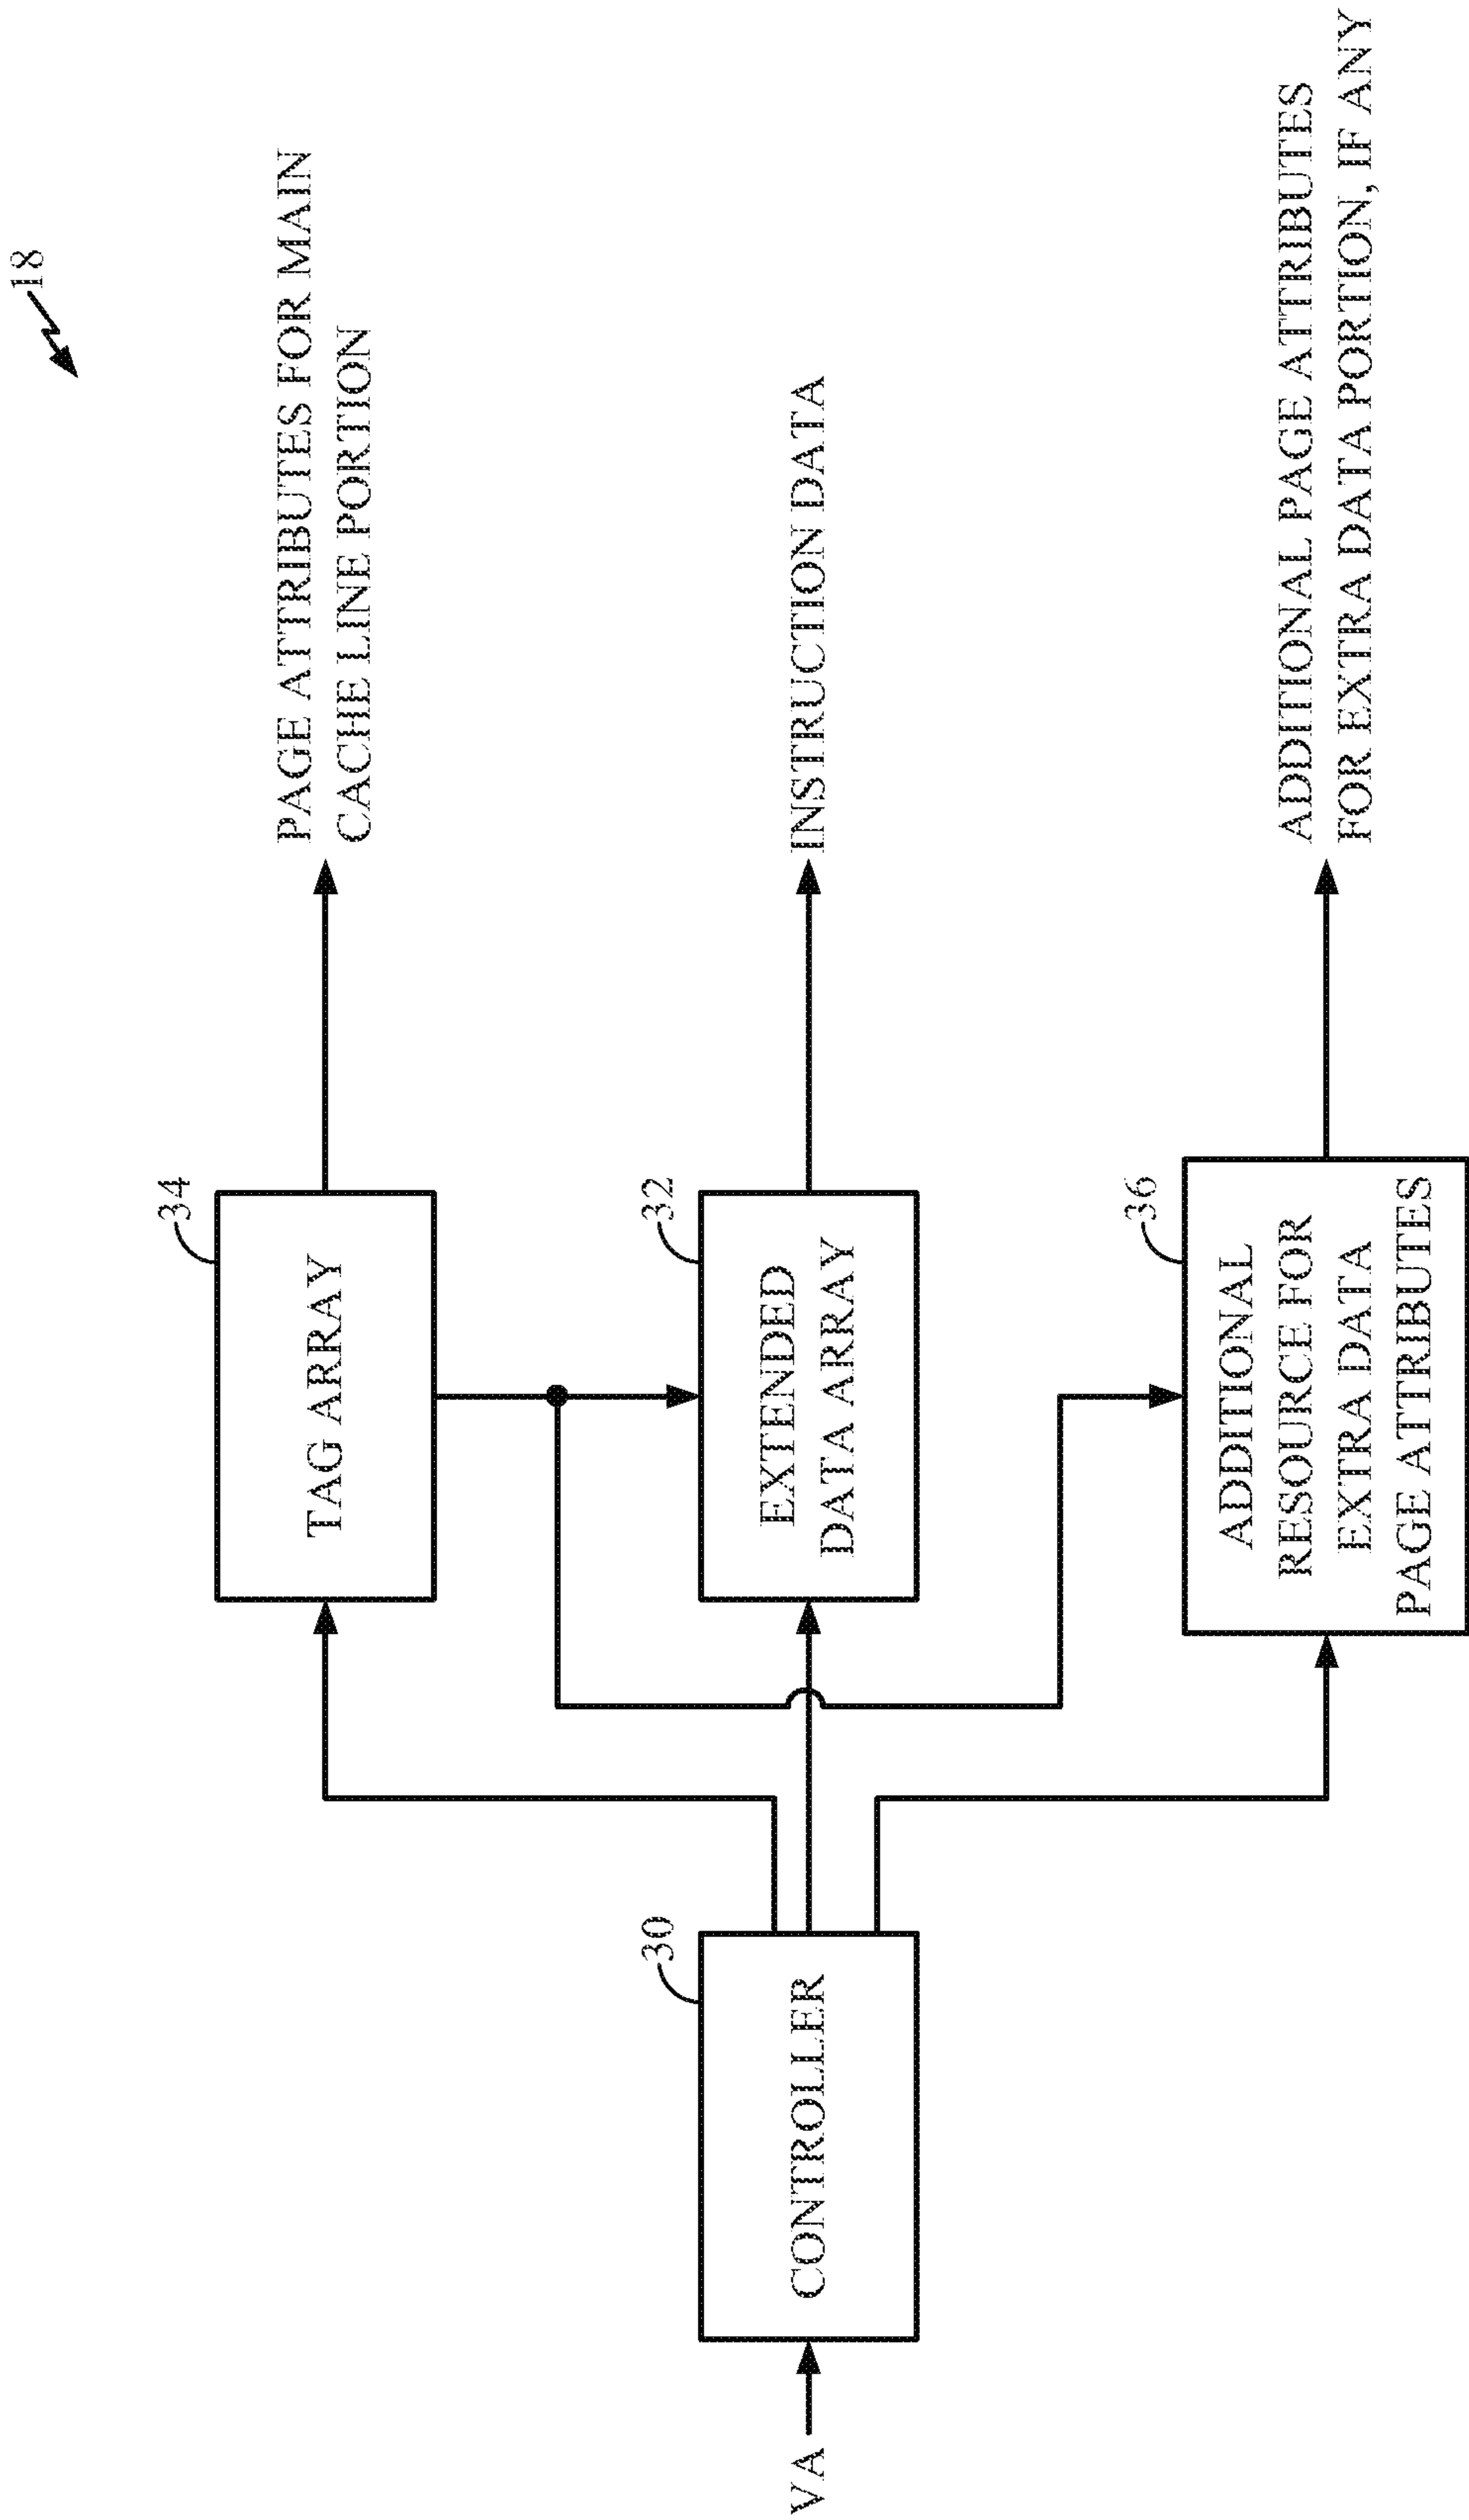 18
34
TAG ARRAY
PAGE ATTRIBUTES FOR MAIN
CACHE LINE PORTION
VA
30
CONTROLLER
32
EXTENDED
DATA ARRAY
INSTRUCTION DATA
36
ADDITIONAL
RESOURCE FOR
EXTRA DATA
PAGE ATTRIBUTES
ADDITIONAL PAGE ATTRIBUTES
FOR EXTRA DATA PORTION, IF ANY